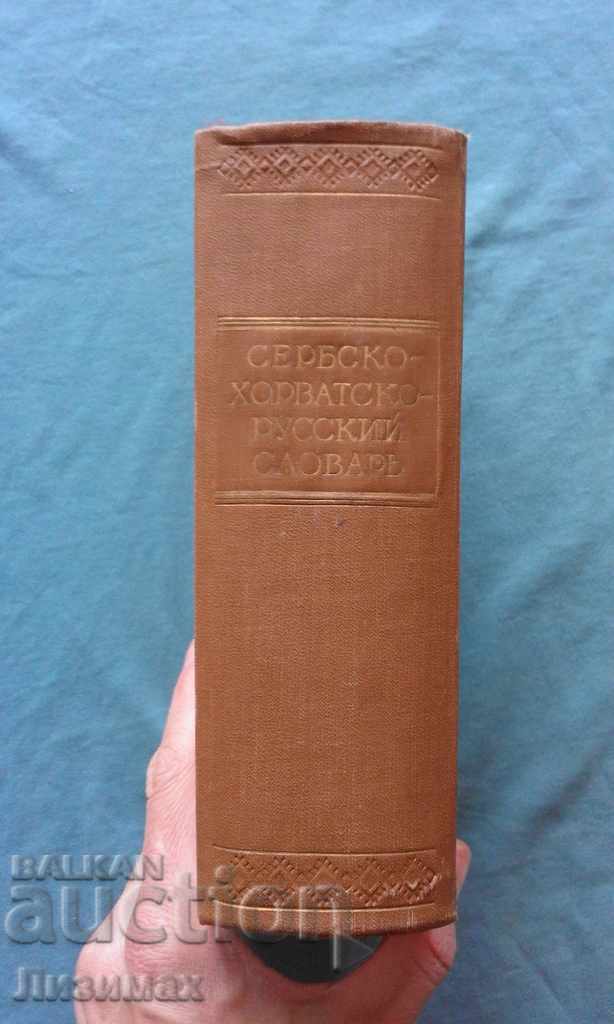 СЕРБСКО-
ХОРВАТСКО-
РУССКИЙ
СЛОВАРЬ
BALKAN
auction
Лизимах